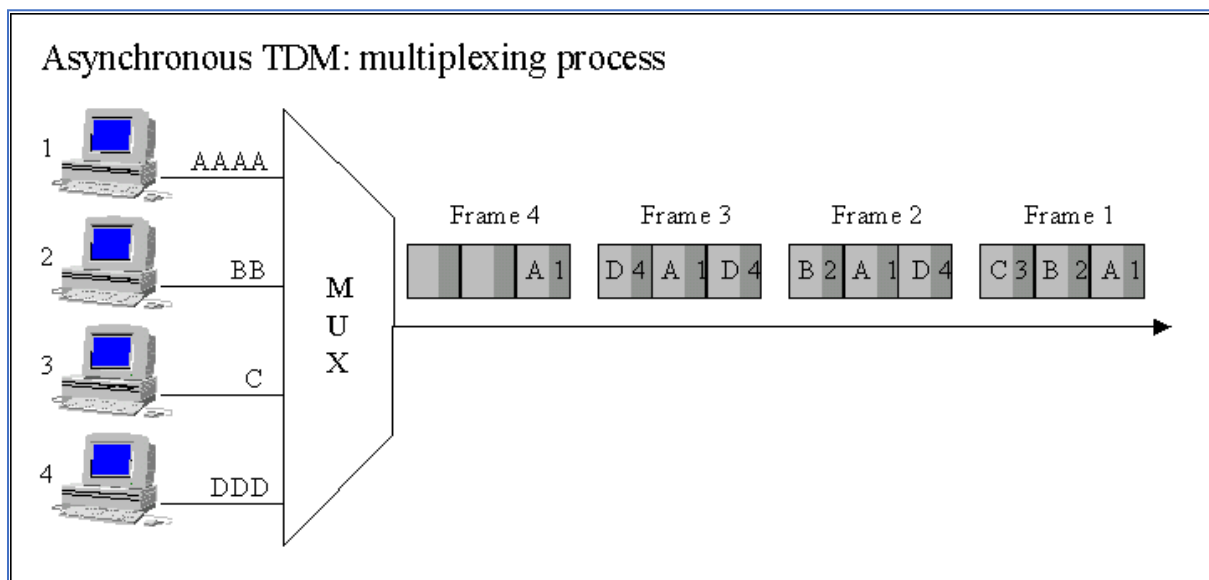 Asynchronous TDM: multiplexing process
1
AAAA
2
BB
3
C
4
DDD
M
U
X
Frame 4 Frame 3 Frame 2 Frame 1
A 1 D 4 A 1 D 4 B 2 A 1 D 4 C 3 B 2 A 1